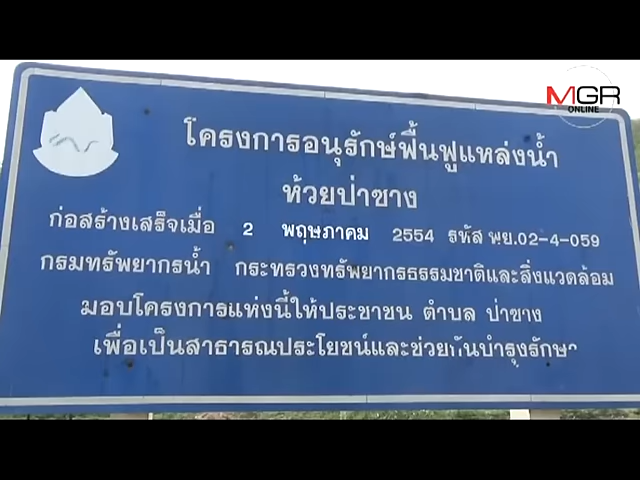 MGR
ONLINE
โครงการอนุรักษ์ฟื้นฟูแหล่งน้ำ
ห้วยป่าซาง
ก่อสร้างเสร็จเมื่อ 2 พฤษภาคม 2554 รหัส พย.02-4-059
กรมทรัพยากรน้ำ กระทรวงทรัพยากรธรรมชาติและสิ่งแวดล้อม
มอบโครงการแห่งนี้ให้ประชาชน ตำบล ป่าซาง
เพื่อเป็นสาธารณประโยชน์และช่วยกันบำรุงรักษา